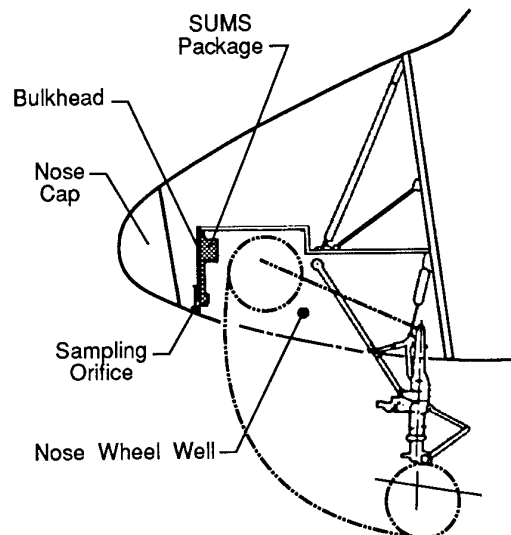 SUMS
Package
Bulkhead
Nose
Cap
Sampling
Orifice
Nose Wheel Well